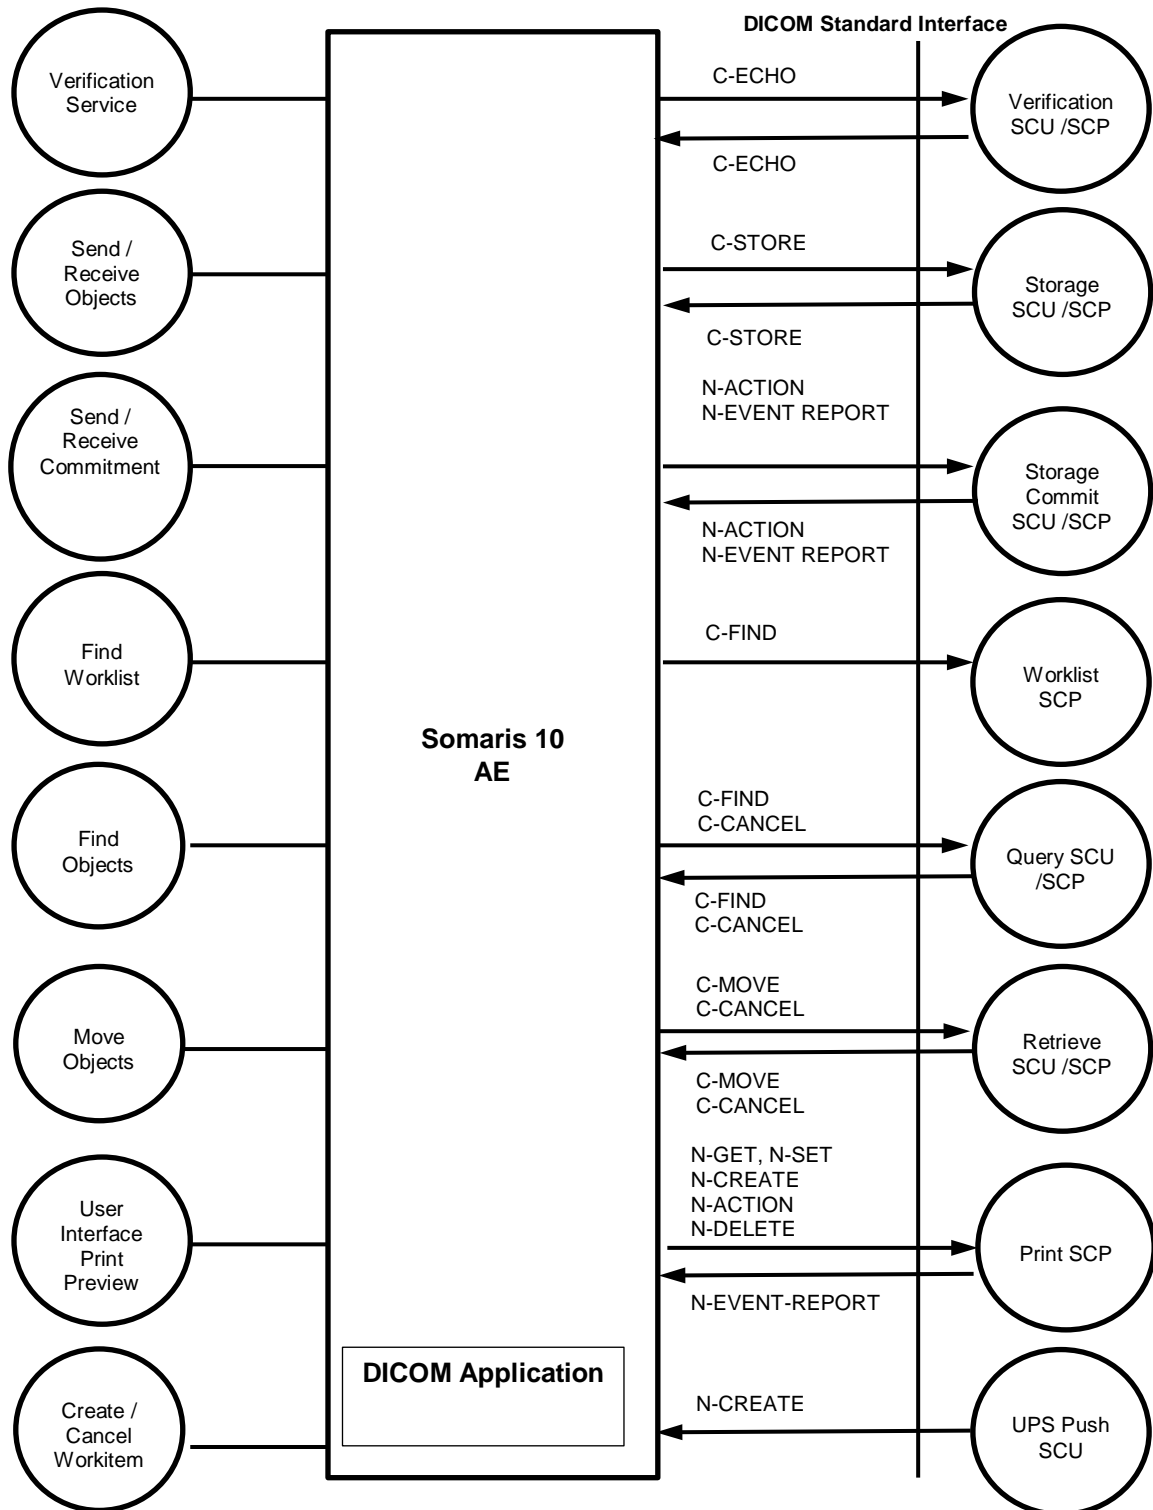 DICOM Standard Interface
Verification
Service
C-ECHO
Verification
SCU /SCP
C-ECHO
Send /
Receive
Objects
C-STORE
Storage
SCU /SCP
C-STORE
Send /
Receive
Commitment
N-ACTION
N-EVENT REPORT
Storage
Commit
SCU /SCP
N-ACTION
N-EVENT REPORT
Find
Worklist
C-FIND
Worklist
SCP
Somaris 10
AE
Find
Objects
C-FIND
C-CANCEL
Query SCU
/SCP
C-FIND
C-CANCEL
Move
Objects
C-MOVE
C-CANCEL
Retrieve
SCU /SCP
C-MOVE
C-CANCEL
User
Interface
Print
Preview
N-GET, N-SET
N-CREATE
N-ACTION
N-DELETE
Print SCP
N-EVENT-REPORT
DICOM Application
Create /
Cancel
Workitem
N-CREATE
UPS Push
SCU